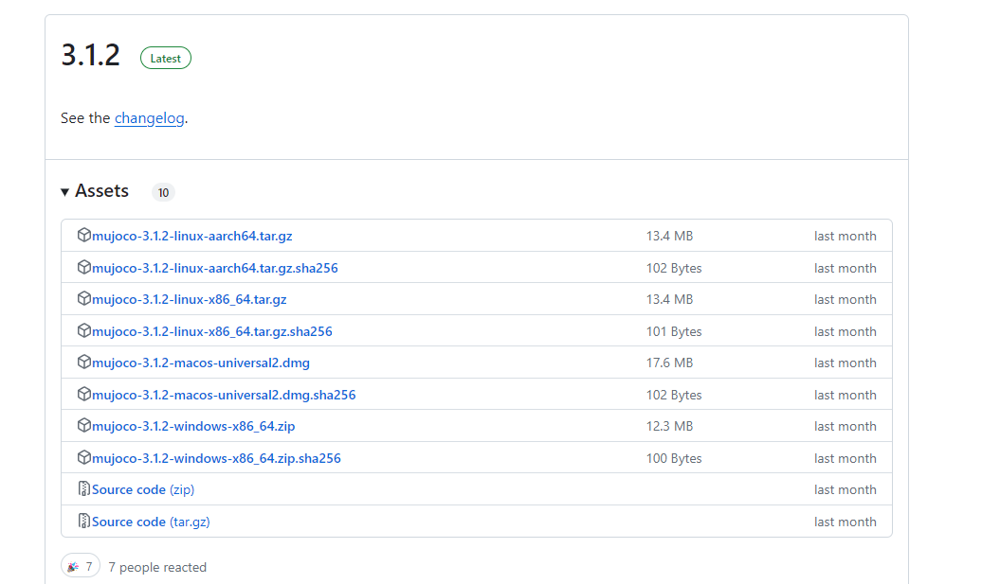 3.1.2 Latest
See the changelog.
Assets 10
mujoco-3.1.2-linux-aarch64.tar.gz 13.4 MB last month
mujoco-3.1.2-linux-aarch64.tar.gz.sha256 102 Bytes last month
mujoco-3.1.2-linux-x86_64.tar.gz 13.4 MB last month
mujoco-3.1.2-linux-x86_64.tar.gz.sha256 101 Bytes last month
mujoco-3.1.2-macos-universal2.dmg 17.6 MB last month
mujoco-3.1.2-macos-universal2.dmg.sha256 102 Bytes last month
mujoco-3.1.2-windows-x86_64.zip 12.3 MB last month
mujoco-3.1.2-windows-x86_64.zip.sha256 100 Bytes last month
Source code (zip) last month
Source code (tar.gz) last month
7 7 people reacted